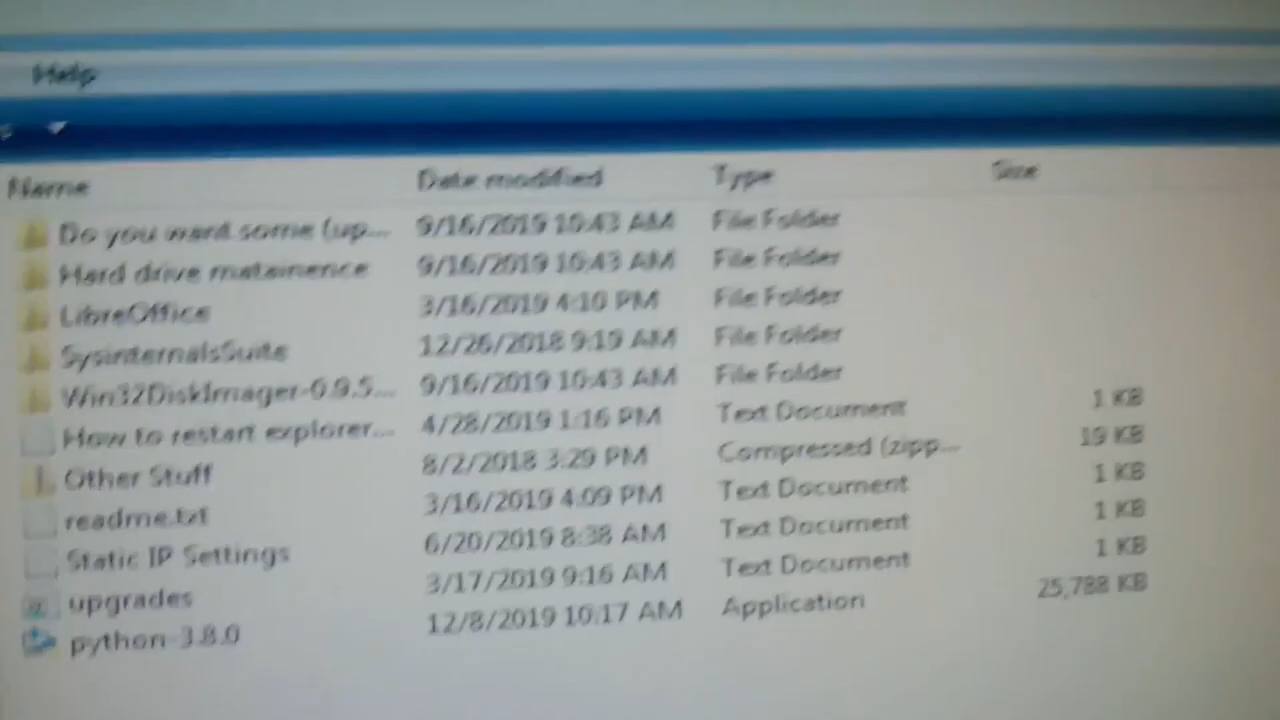 Help
Name Date modified Type Size
Do you want some (up... 9/16/2019 10:43 AM File Folder
Hard drive matainence 9/16/2019 10:43 AM File Folder
LibreOffice 3/16/2019 4:10 PM File Folder
SysinternalsSuite 12/26/2018 9:19 AM File Folder
Win32DiskImager-0.9.5... 9/16/2019 10:43 AM File Folder
How to restart explorer... 4/28/2019 1:16 PM Text Document 1 KB
Other Stuff 8/2/2018 3:29 PM Compressed (zipp... 19 KB
readme.txt 3/16/2019 4:09 PM Text Document 1 KB
Static IP Settings 6/20/2019 8:38 AM Text Document 1 KB
upgrades 3/17/2019 9:16 AM Text Document 1 KB
python-3.8.0 12/8/2019 10:17 AM Application 25,788 KB